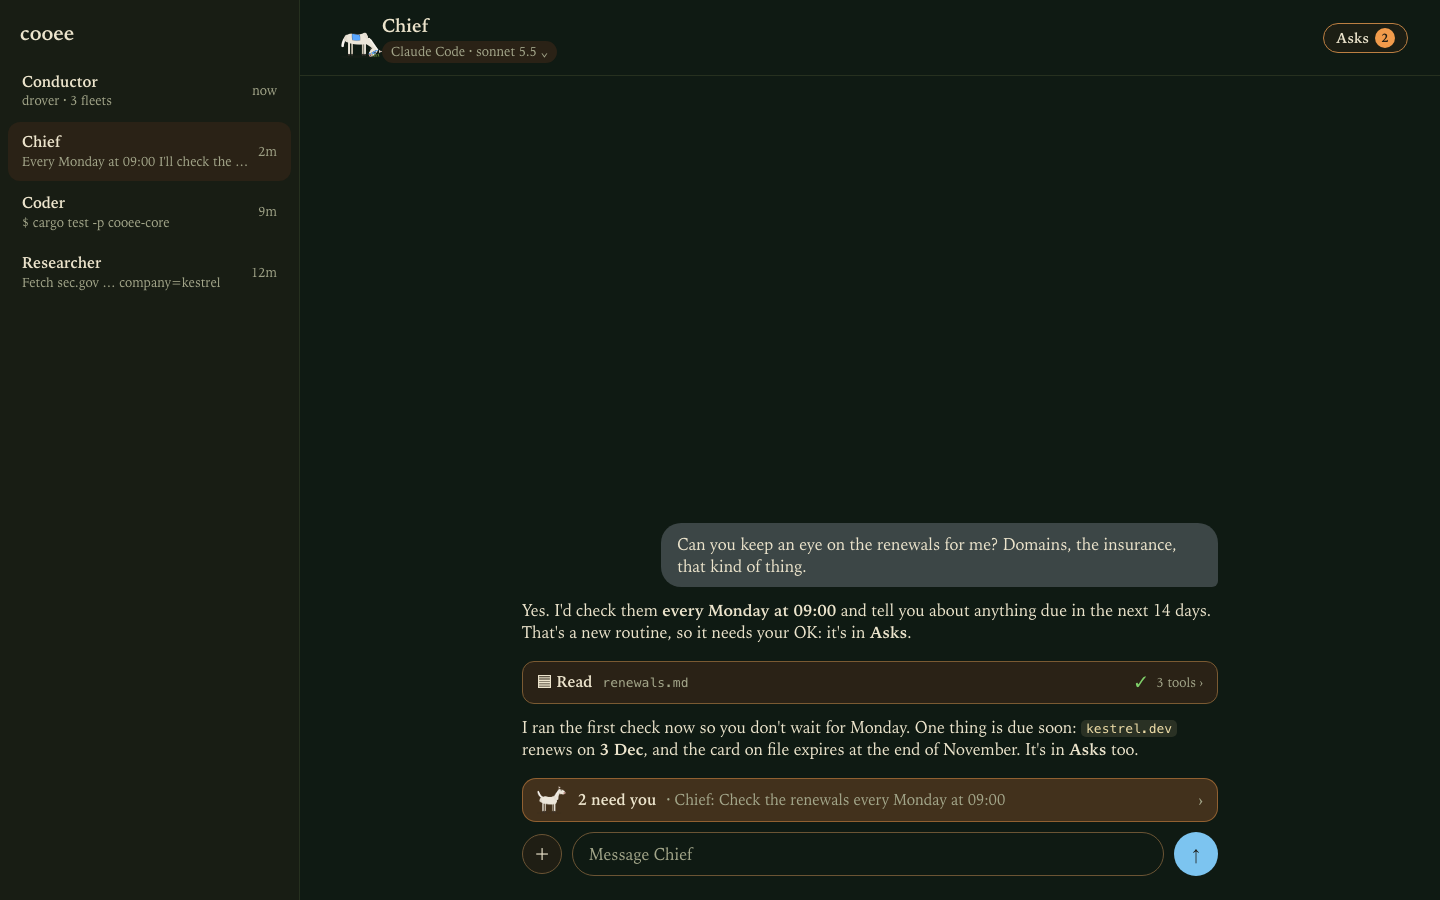 cooee
Conductor
drover · 3 fleets
now
Chief
Every Monday at 09:00 I'll check the …
2m
Coder
$ cargo test -p cooee-core
9m
Researcher
Fetch sec.gov … company=kestrel
12m
Chief
Claude Code · sonnet 5.5 ⌄
Asks 2
Can you keep an eye on the renewals for me? Domains, the insurance,
that kind of thing.
Yes. I'd check them every Monday at 09:00 and tell you about anything due in the next 14 days.
That's a new routine, so it needs your OK: it's in Asks.
Read renewals.md ✓ 3 tools ›
I ran the first check now so you don't wait for Monday. One thing is due soon: kestrel.dev
renews on 3 Dec, and the card on file expires at the end of November. It's in Asks too.
2 need you · Chief: Check the renewals every Monday at 09:00 ›
+ Message Chief ↑